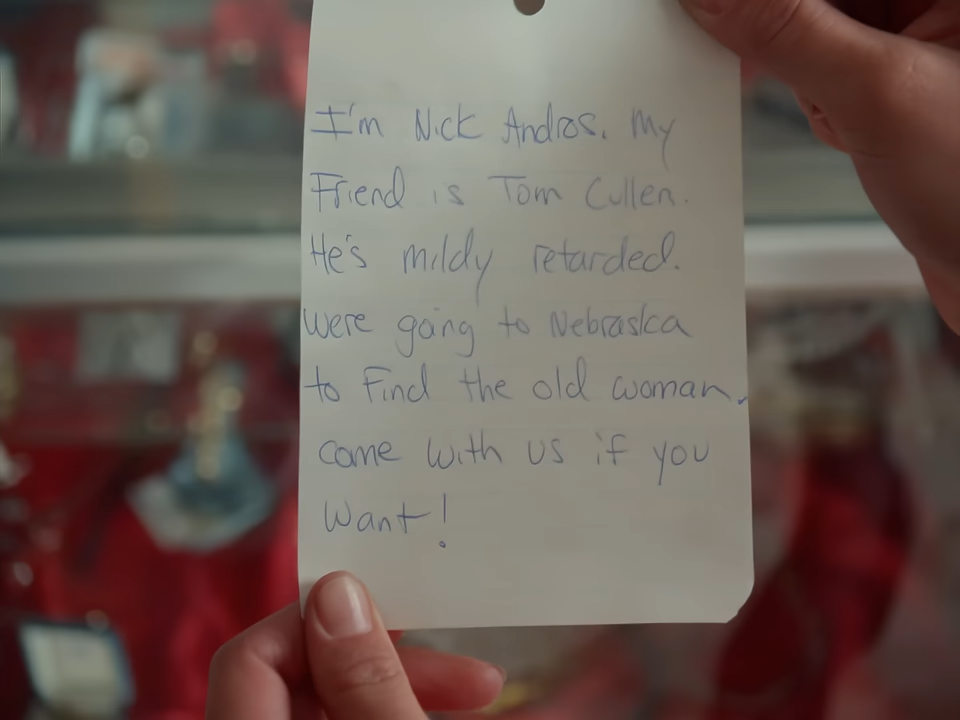 I'm Nick Andros. My
Friend is Tom Cullen.
He's mildy retarded.
were going to Nebraska
to Find the old woman.
come with us if you
want!